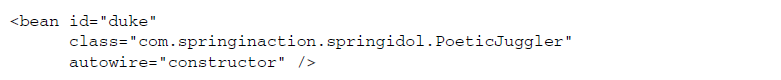 <bean id="duke"
class="com.springinaction.springidol.PoeticJuggler"
autowire="constructor" />